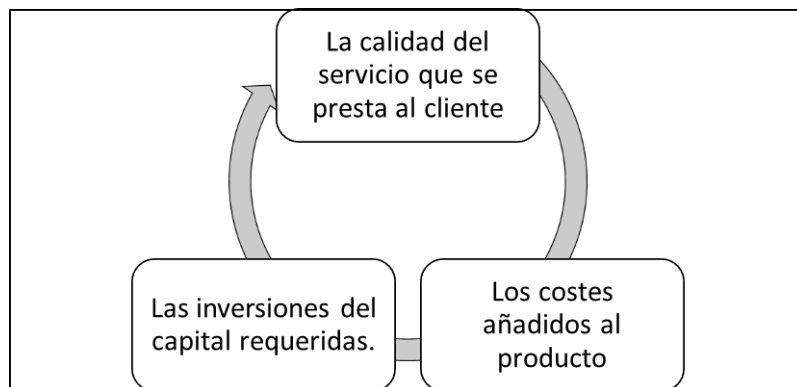 La calidad del
servicio que se
presta al cliente
Las inversiones del
capital requeridas.
Los costes
añadidos al
producto